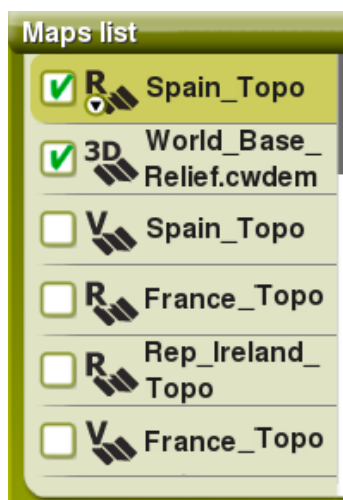 Maps list
R Spain_Topo
3D World_Base_
Relief.cwdem
V Spain_Topo
R France_Topo
R Rep_Ireland_
Topo
V France_Topo